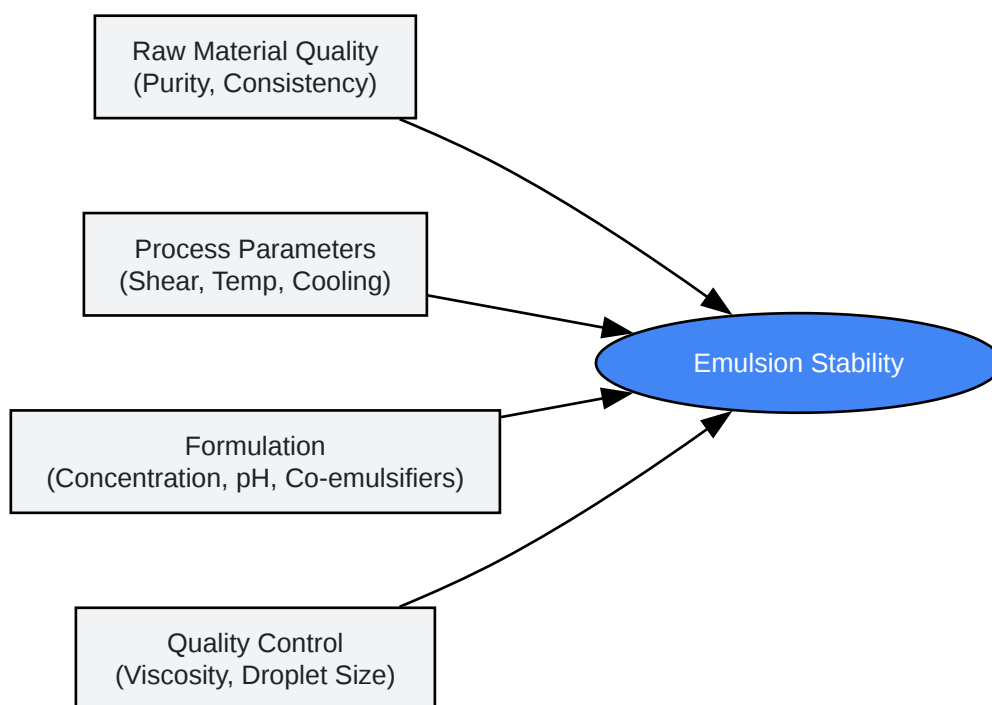 Raw Material Quality
(Purity, Consistency)
Process Parameters
(Shear, Temp, Cooling)
Emulsion Stability
Formulation
(Concentration, pH, Co-emulsifiers)
Quality Control
(Viscosity, Droplet Size)